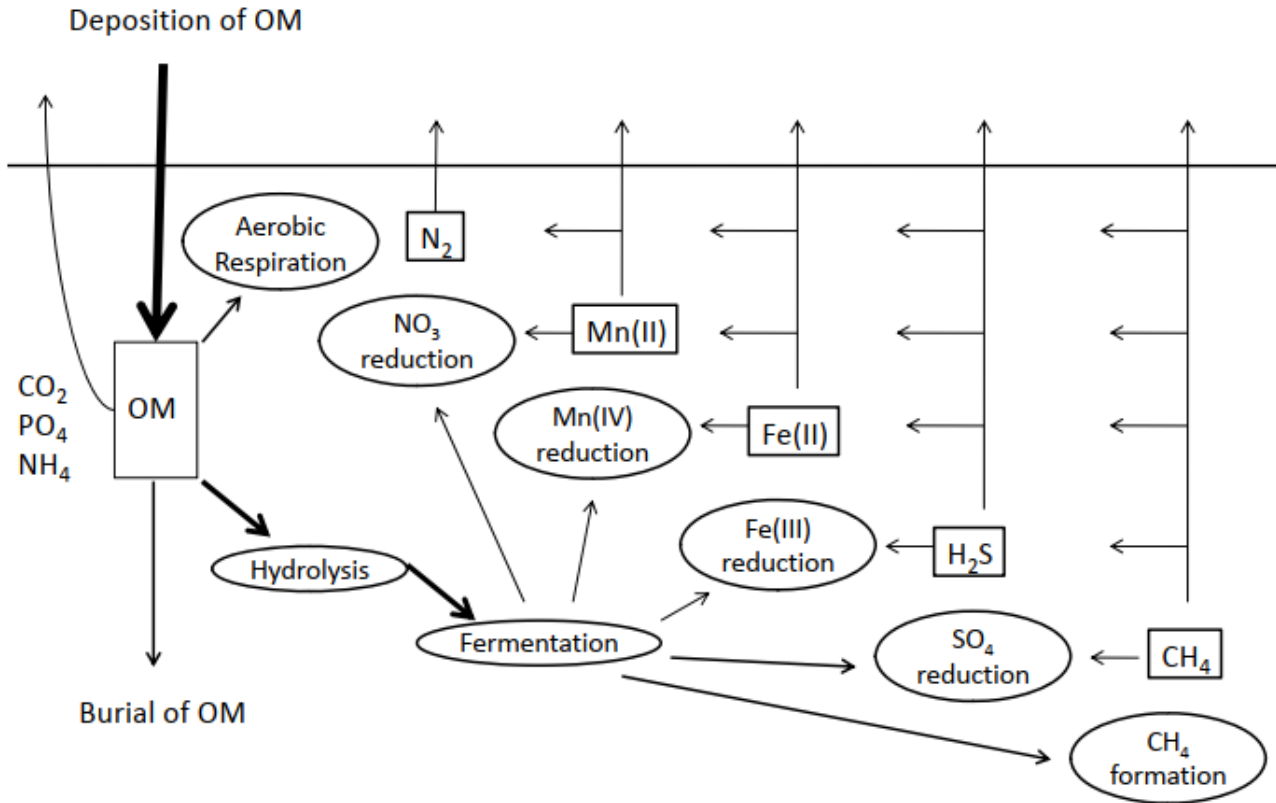 Deposition of OM
Aerobic
Respiration
N₂
NO₃
reduction
Mn(II)
CO₂
PO₄
NH₄
OM
Mn(IV)
reduction
Fe(II)
Fe(III)
reduction
H₂S
Hydrolysis
Fermentation
SO₄
reduction
CH₄
Burial of OM
CH₄
formation